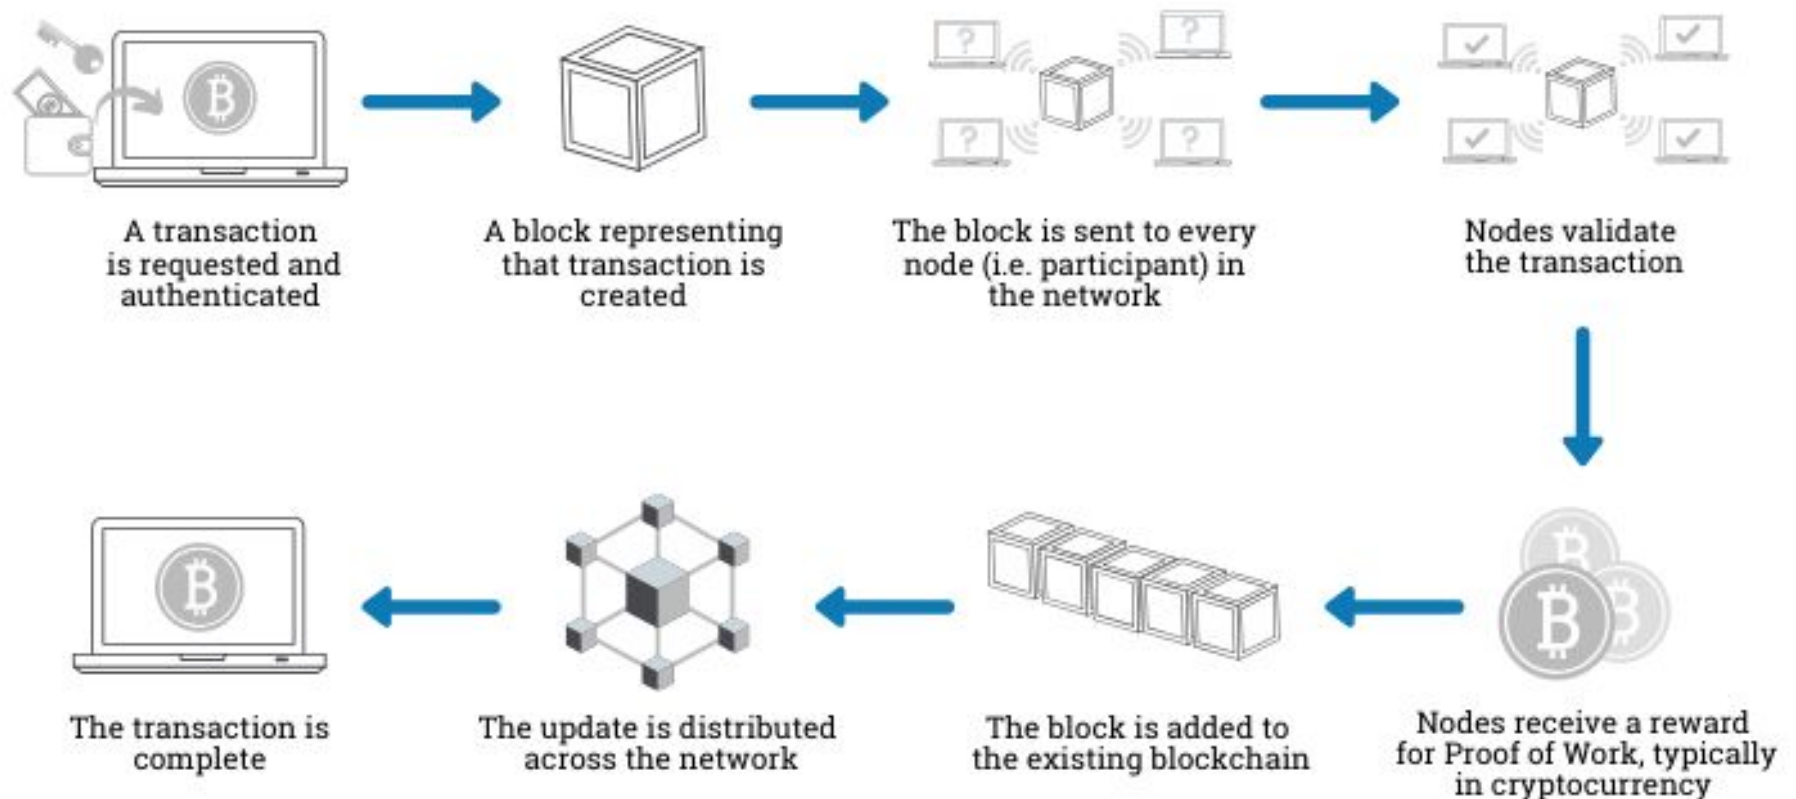 A transaction
is requested and
authenticated
A block representing
that transaction is
created
The block is sent to every
node (i.e. participant) in
the network
Nodes validate
the transaction
The transaction is
complete
The update is distributed
across the network
The block is added to
the existing blockchain
Nodes receive a reward
for Proof of Work, typically
in cryptocurrency